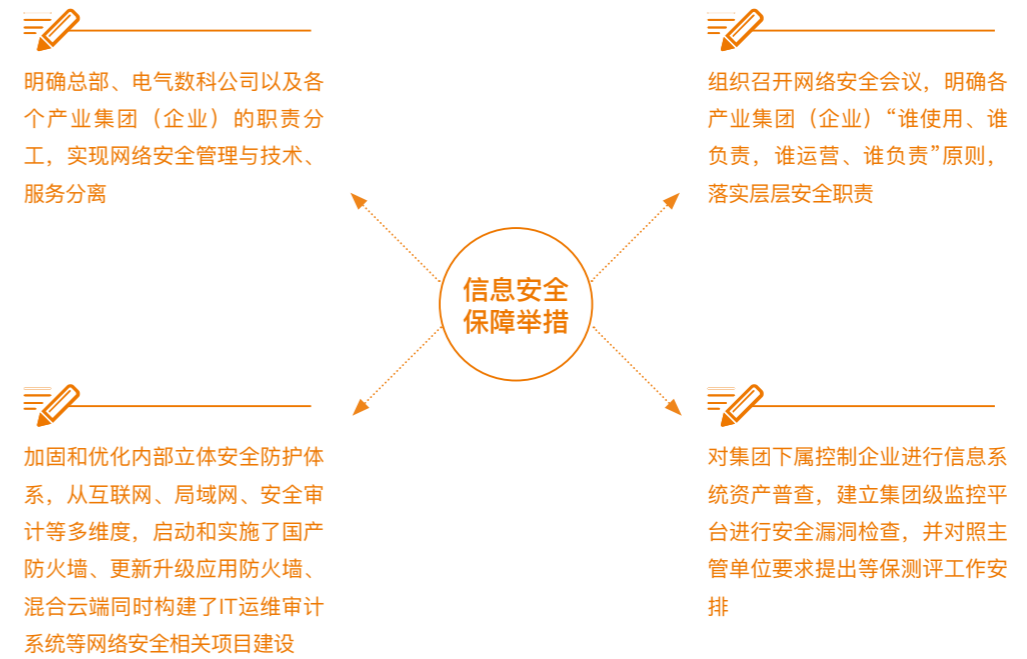 明确总部、电气数科公司以及各
个产业集团（企业）的职责分
工，实现网络安全管理与技术、
服务分离
组织召开网络安全会议，明确各
产业集团（企业）“谁使用、谁
负责，谁运营、谁负责”原则，
落实层层安全职责
信息安全
保障举措
加固和优化内部立体安全防护体
系，从互联网、局域网、安全审
计等多维度，启动和实施了国产
防火墙、更新升级应用防火墙、
混合云端同时构建了IT运维审计
系统等网络安全相关项目建设
对集团下属控制企业进行信息系
统资产普查，建立集团级监控平
台进行安全漏洞检查，并对照主
管单位要求提出等保测评工作安
排